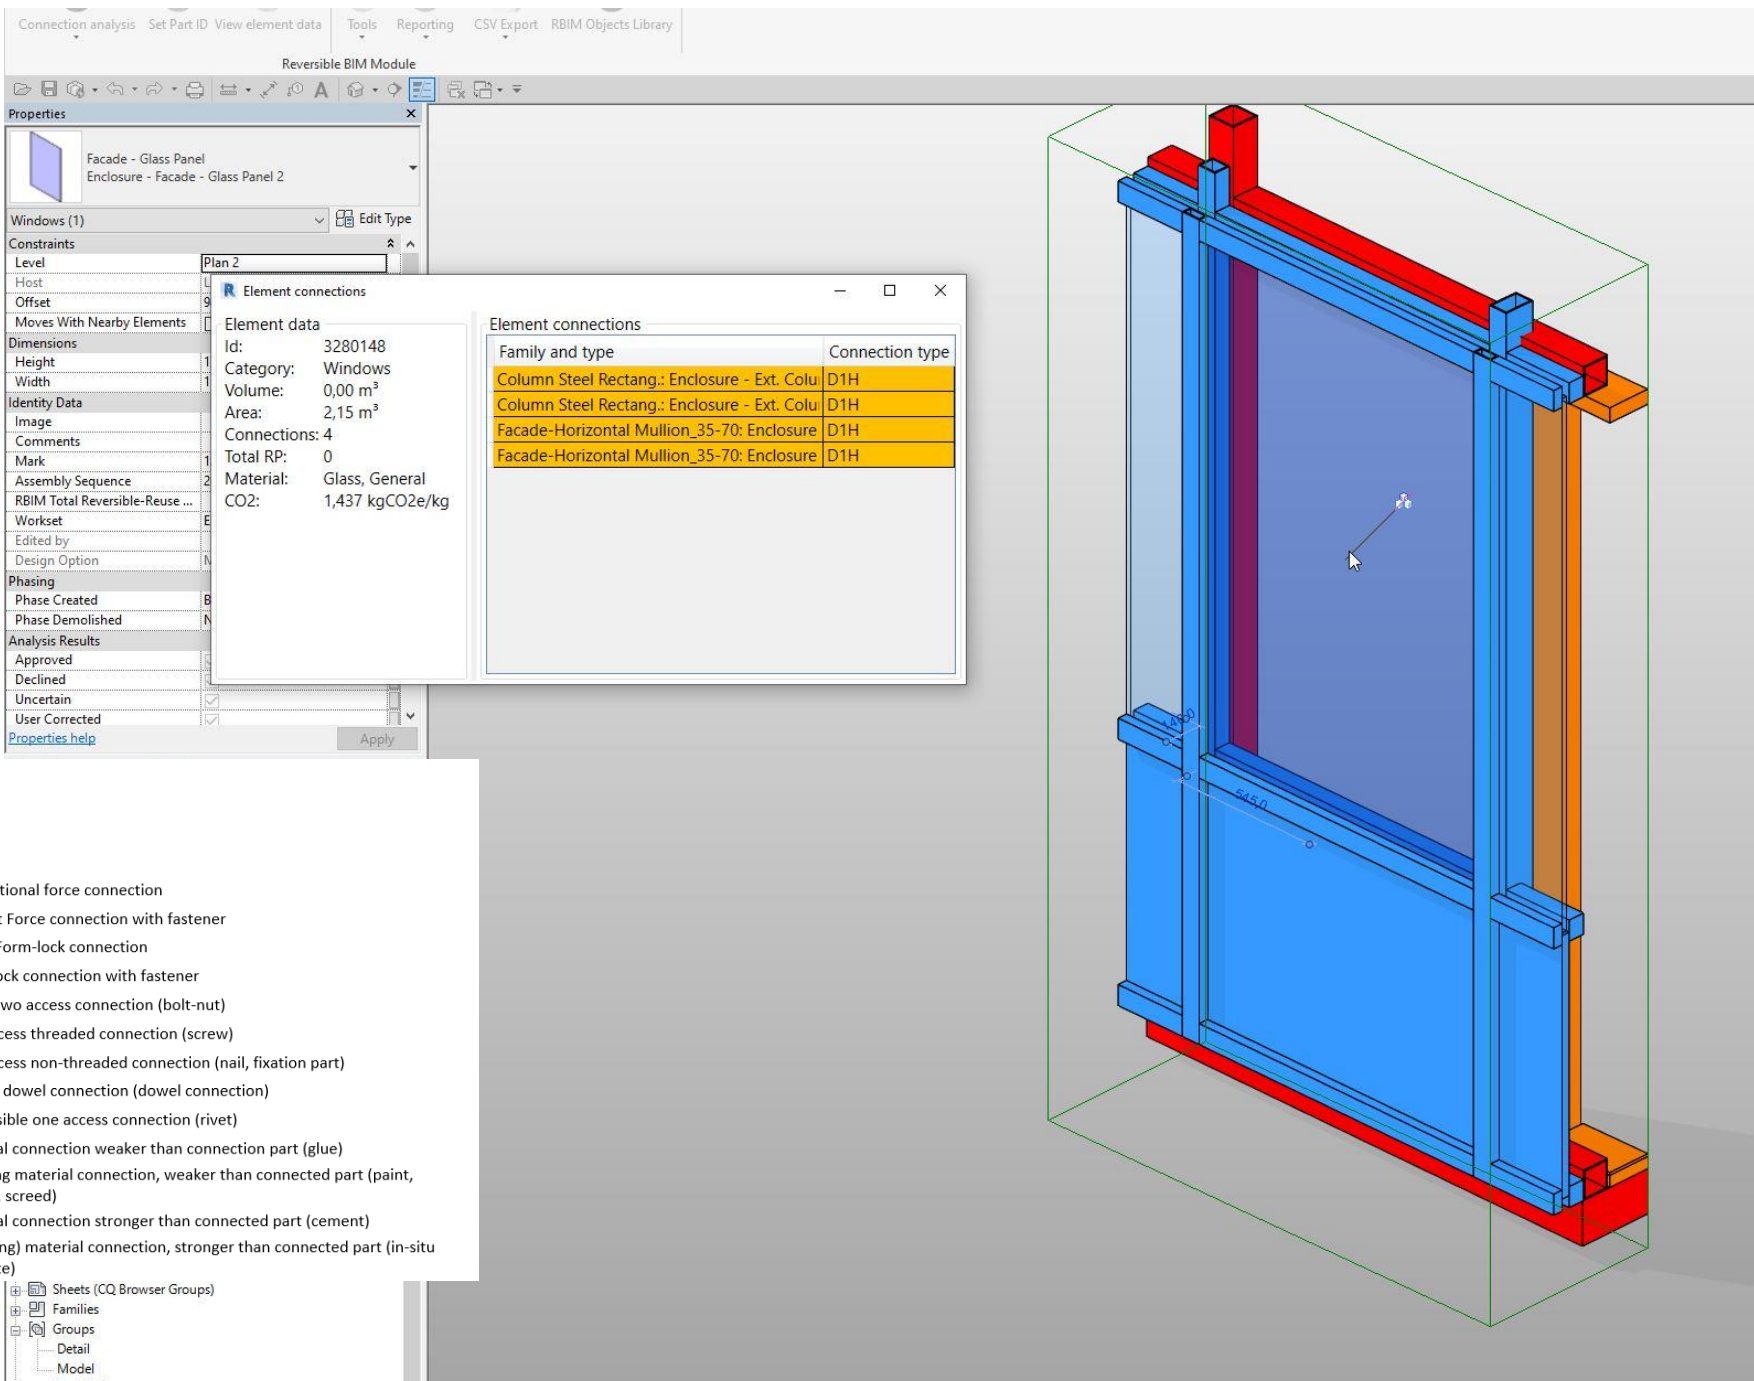 Connection analysis Set Part ID View element data Tools Reporting CSV Export RBIM Objects Library
Reversible BIM Module
A
Properties
Facade - Glass Panel
Enclosure - Facade - Glass Panel 2
Windows (1) Edit Type
Constraints
Level Plan 2
Host
Offset 9
Moves With Nearby Elements
Dimensions
Height 1
Width 1
Identity Data
Image
Comments
Mark 1
Assembly Sequence 2
RBIM Total Reversible-Reuse ...
Workset E
Edited by
Design Option
Phasing
Phase Created B
Phase Demolished N
Analysis Results
Approved
Declined
Uncertain
User Corrected
Properties help Apply
R Element connections
Element data
Id: 3280148
Category: Windows
Volume: 0,00 m³
Area: 2,15 m³
Connections: 4
Total RP: 0
Material: Glass, General
CO2: 1,437 kgCO2e/kg
Element connections
Family and type Connection type
Column Steel Rectang.: Enclosure - Ext. Colu D1H
Column Steel Rectang.: Enclosure - Ext. Colu D1H
Facade-Horizontal Mullion_35-70: Enclosure D1H
Facade-Horizontal Mullion_35-70: Enclosure D1H
545,0
tional force connection
t Force connection with fastener
Form-lock connection
ock connection with fastener
wo access connection (bolt-nut)
cess threaded connection (screw)
cess non-threaded connection (nail, fixation part)
dowel connection (dowel connection)
sible one access connection (rivet)
al connection weaker than connection part (glue)
ng material connection, weaker than connected part (paint,
screed)
al connection stronger than connected part (cement)
ng) material connection, stronger than connected part (in-situ
te)
Sheets (CQ Browser Groups)
Families
Groups
Detail
Model